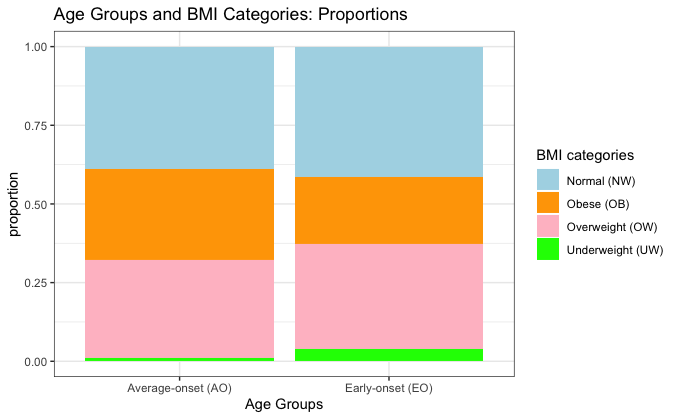 Age Groups and BMI Categories: Proportions
1.00
0.75
0.50
0.25
0.00
proportion
Average-onset (AO)
Early-onset (EO)
Age Groups
BMI categories
Normal (NW)
Obese (OB)
Overweight (OW)
Underweight (UW)